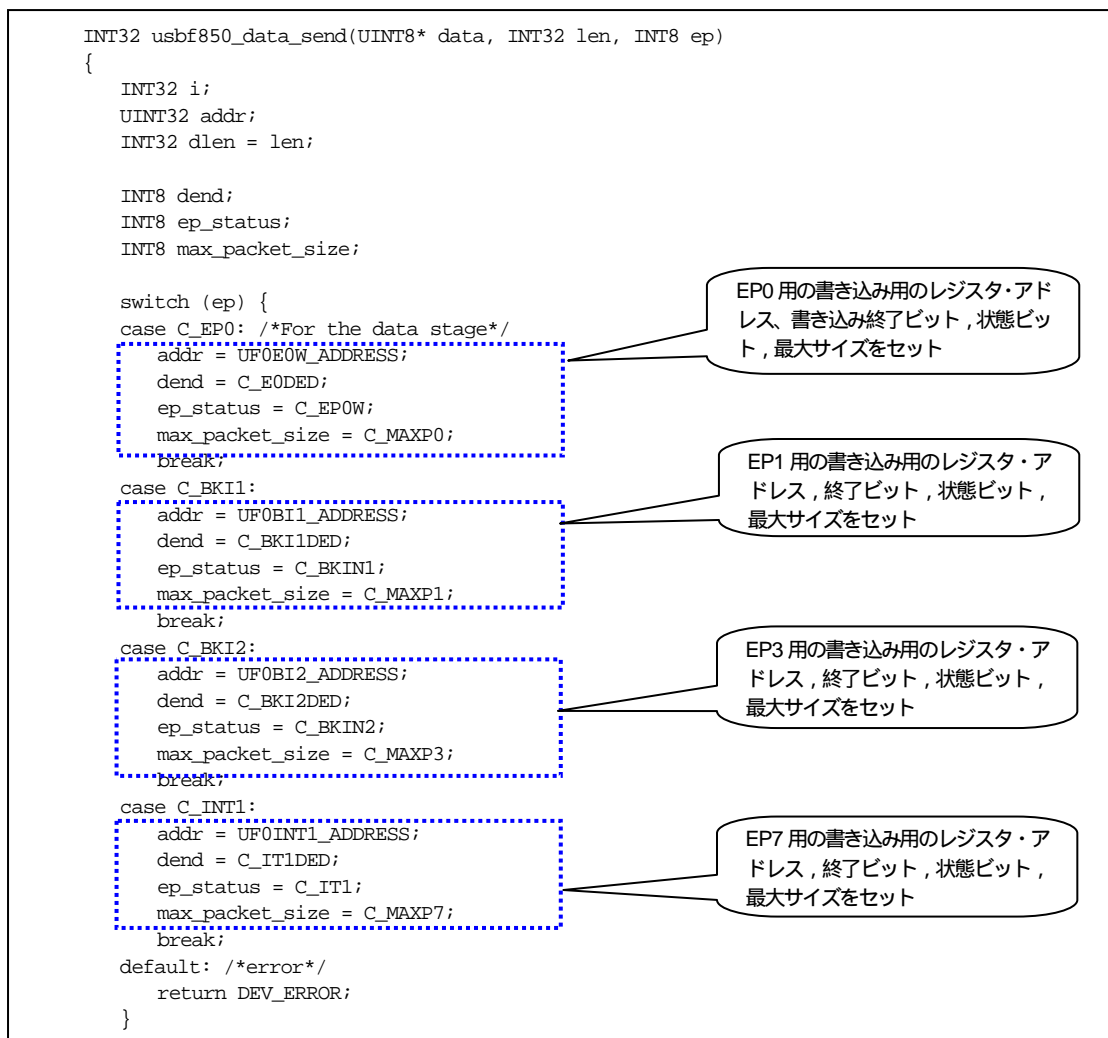 INT32 usbf850_data_send(UINT8* data, INT32 len, INT8 ep)
{
INT32 i;
UINT32 addr;
INT32 dlen = len;
INT8 dend;
INT8 ep_status;
INT8 max_packet_size;
switch (ep) {
case C_EP0: /*For the data stage*/
addr = UF0E0W_ADDRESS;
dend = C_E0DED;
ep_status = C_EP0W;
max_packet_size = C_MAXP0;
break;
EP0 用の書き込み用のレジスタ・アド
レス、書き込み終了ビット，状態ビッ
ト，最大サイズをセット
case C_BKI1:
addr = UF0BI1_ADDRESS;
dend = C_BKI1DED;
ep_status = C_BKIN1;
max_packet_size = C_MAXP1;
break;
EP1 用の書き込み用のレジスタ・ア
ドレス，終了ビット，状態ビット，
最大サイズをセット
case C_BKI2:
addr = UF0BI2_ADDRESS;
dend = C_BKI2DED;
ep_status = C_BKIN2;
max_packet_size = C_MAXP3;
break;
EP3 用の書き込み用のレジスタ・ア
ドレス，終了ビット，状態ビット，
最大サイズをセット
case C_INT1:
addr = UF0INT1_ADDRESS;
dend = C_IT1DED;
ep_status = C_IT1;
max_packet_size = C_MAXP7;
break;
EP7 用の書き込み用のレジスタ・ア
ドレス，終了ビット，状態ビット，
最大サイズをセット
default: /*error*/
return DEV_ERROR;
}